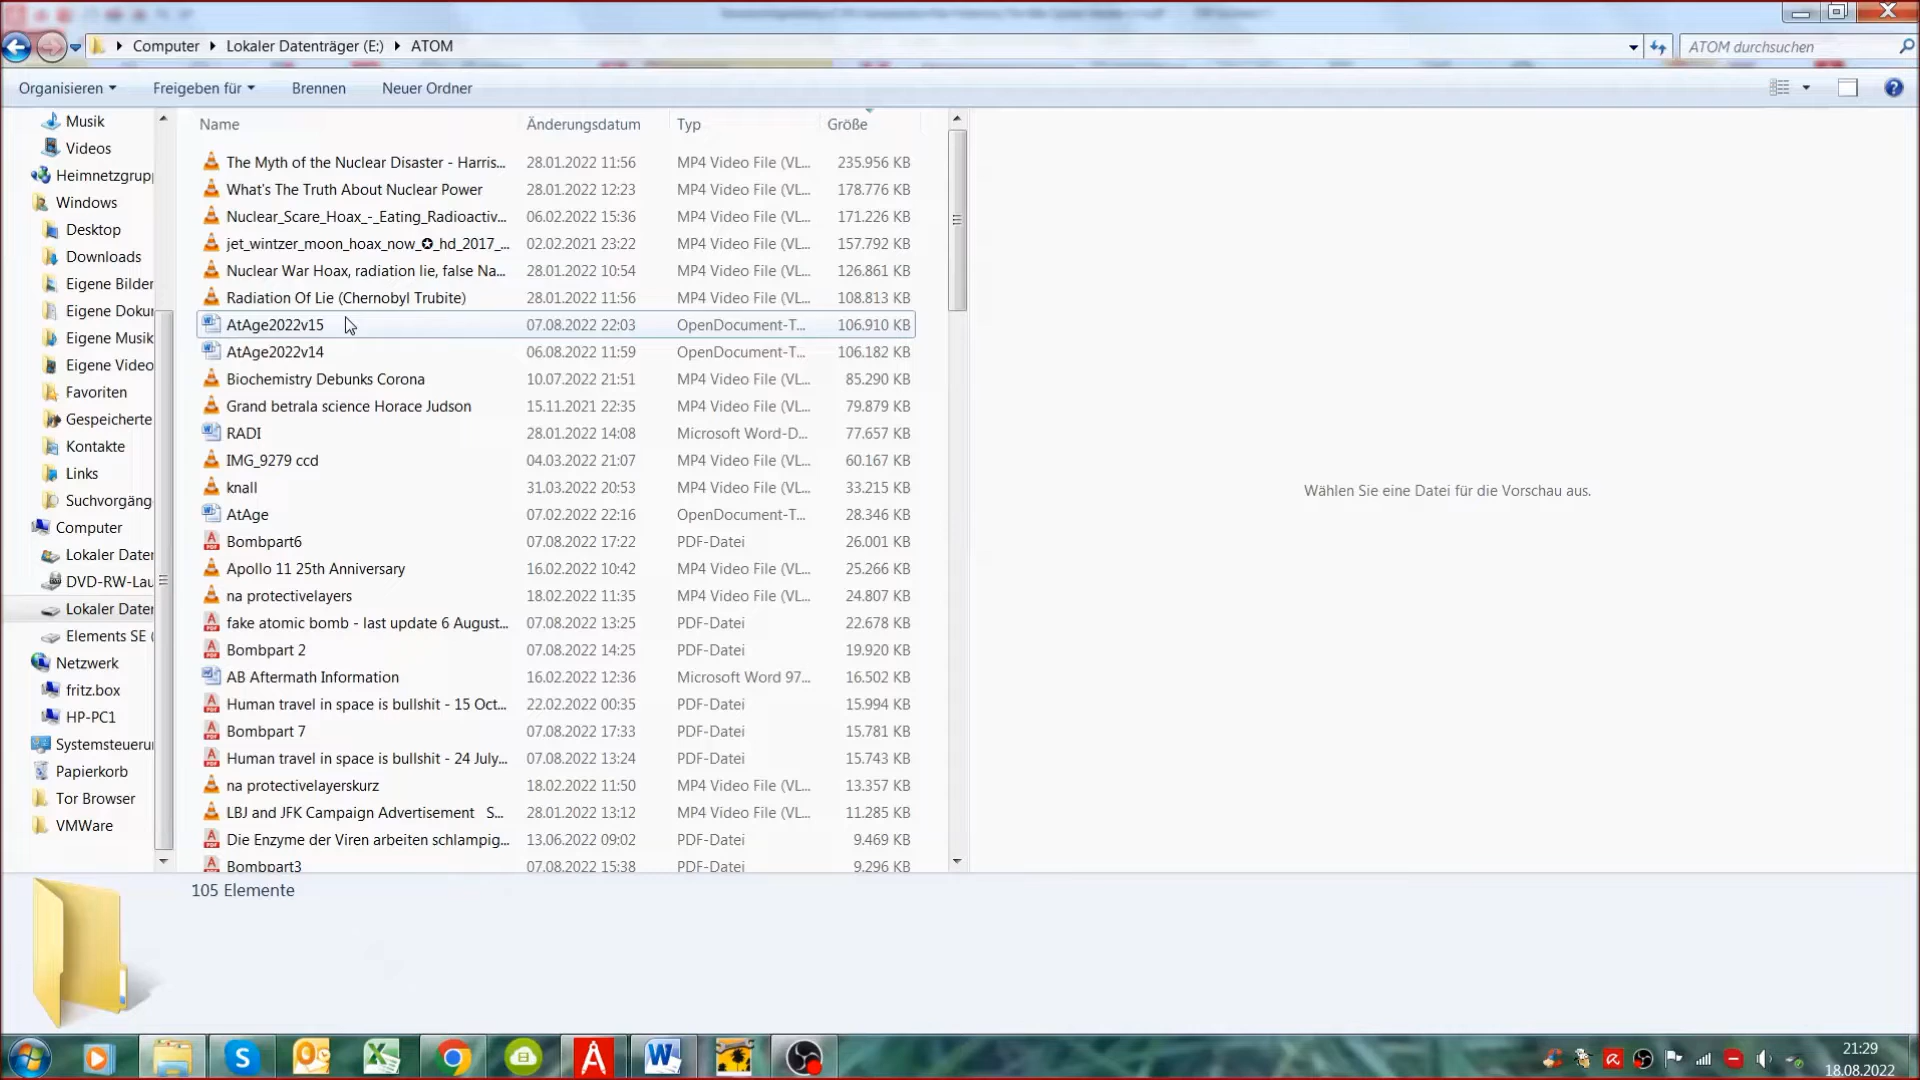 Computer ▸ Lokaler Datenträger (E:) ▸ ATOM
ATOM durchsuchen
Organisieren
Freigeben für
Brennen
Neuer Ordner
Musik
Videos
Heimnetzgrupp
Windows
Desktop
Downloads
Eigene Bilder
Eigene Dokur
Eigene Musik
Eigene Video
Favoriten
Gespeicherte
Kontakte
Links
Suchvorgäng
Computer
Lokaler Daten
DVD-RW-Lau
Lokaler Daten
Elements SE (
Netzwerk
fritz.box
HP-PC1
Systemsteueru
Papierkorb
Tor Browser
VMWare
Name Änderungsdatum Typ Größe
The Myth of the Nuclear Disaster - Harris... 28.01.2022 11:56 MP4 Video File (VL... 235.956 KB
What's The Truth About Nuclear Power 28.01.2022 12:23 MP4 Video File (VL... 178.776 KB
Nuclear_Scare_Hoax_-_Eating_Radioactiv... 06.02.2022 15:36 MP4 Video File (VL... 171.226 KB
jet_wintzer_moon_hoax_now_✪_hd_2017_... 02.02.2021 23:22 MP4 Video File (VL... 157.792 KB
Nuclear War Hoax, radiation lie, false Na... 28.01.2022 10:54 MP4 Video File (VL... 126.861 KB
Radiation Of Lie (Chernobyl Trubite) 28.01.2022 11:56 MP4 Video File (VL... 108.813 KB
AtAge2022v15 07.08.2022 22:03 OpenDocument-T... 106.910 KB
AtAge2022v14 06.08.2022 11:59 OpenDocument-T... 106.182 KB
Biochemistry Debunks Corona 10.07.2022 21:51 MP4 Video File (VL... 85.290 KB
Grand betrala science Horace Judson 15.11.2021 22:35 MP4 Video File (VL... 79.879 KB
RADI 28.01.2022 14:08 Microsoft Word-D... 77.657 KB
IMG_9279 ccd 04.03.2022 21:07 MP4 Video File (VL... 60.167 KB
knall 31.03.2022 20:53 MP4 Video File (VL... 33.215 KB
AtAge 07.02.2022 22:16 OpenDocument-T... 28.346 KB
Bombpart6 07.08.2022 17:22 PDF-Datei 26.001 KB
Apollo 11 25th Anniversary 16.02.2022 10:42 MP4 Video File (VL... 25.266 KB
na protectivelayers 18.02.2022 11:35 MP4 Video File (VL... 24.807 KB
fake atomic bomb - last update 6 August... 07.08.2022 13:25 PDF-Datei 22.678 KB
Bombpart 2 07.08.2022 14:25 PDF-Datei 19.920 KB
AB Aftermath Information 16.02.2022 12:36 Microsoft Word 97... 16.502 KB
Human travel in space is bullshit - 15 Oct... 22.02.2022 00:35 PDF-Datei 15.994 KB
Bombpart 7 07.08.2022 17:33 PDF-Datei 15.781 KB
Human travel in space is bullshit - 24 July... 07.08.2022 13:24 PDF-Datei 15.743 KB
na protectivelayerskurz 18.02.2022 11:50 MP4 Video File (VL... 13.357 KB
LBJ and JFK Campaign Advertisement S... 28.01.2022 13:12 MP4 Video File (VL... 11.285 KB
Die Enzyme der Viren arbeiten schlampig... 13.06.2022 09:02 PDF-Datei 9.469 KB
Bombpart3 07.08.2022 15:38 PDF-Datei 9.296 KB
Wählen Sie eine Datei für die Vorschau aus.
105 Elemente
21:29
18.08.2022